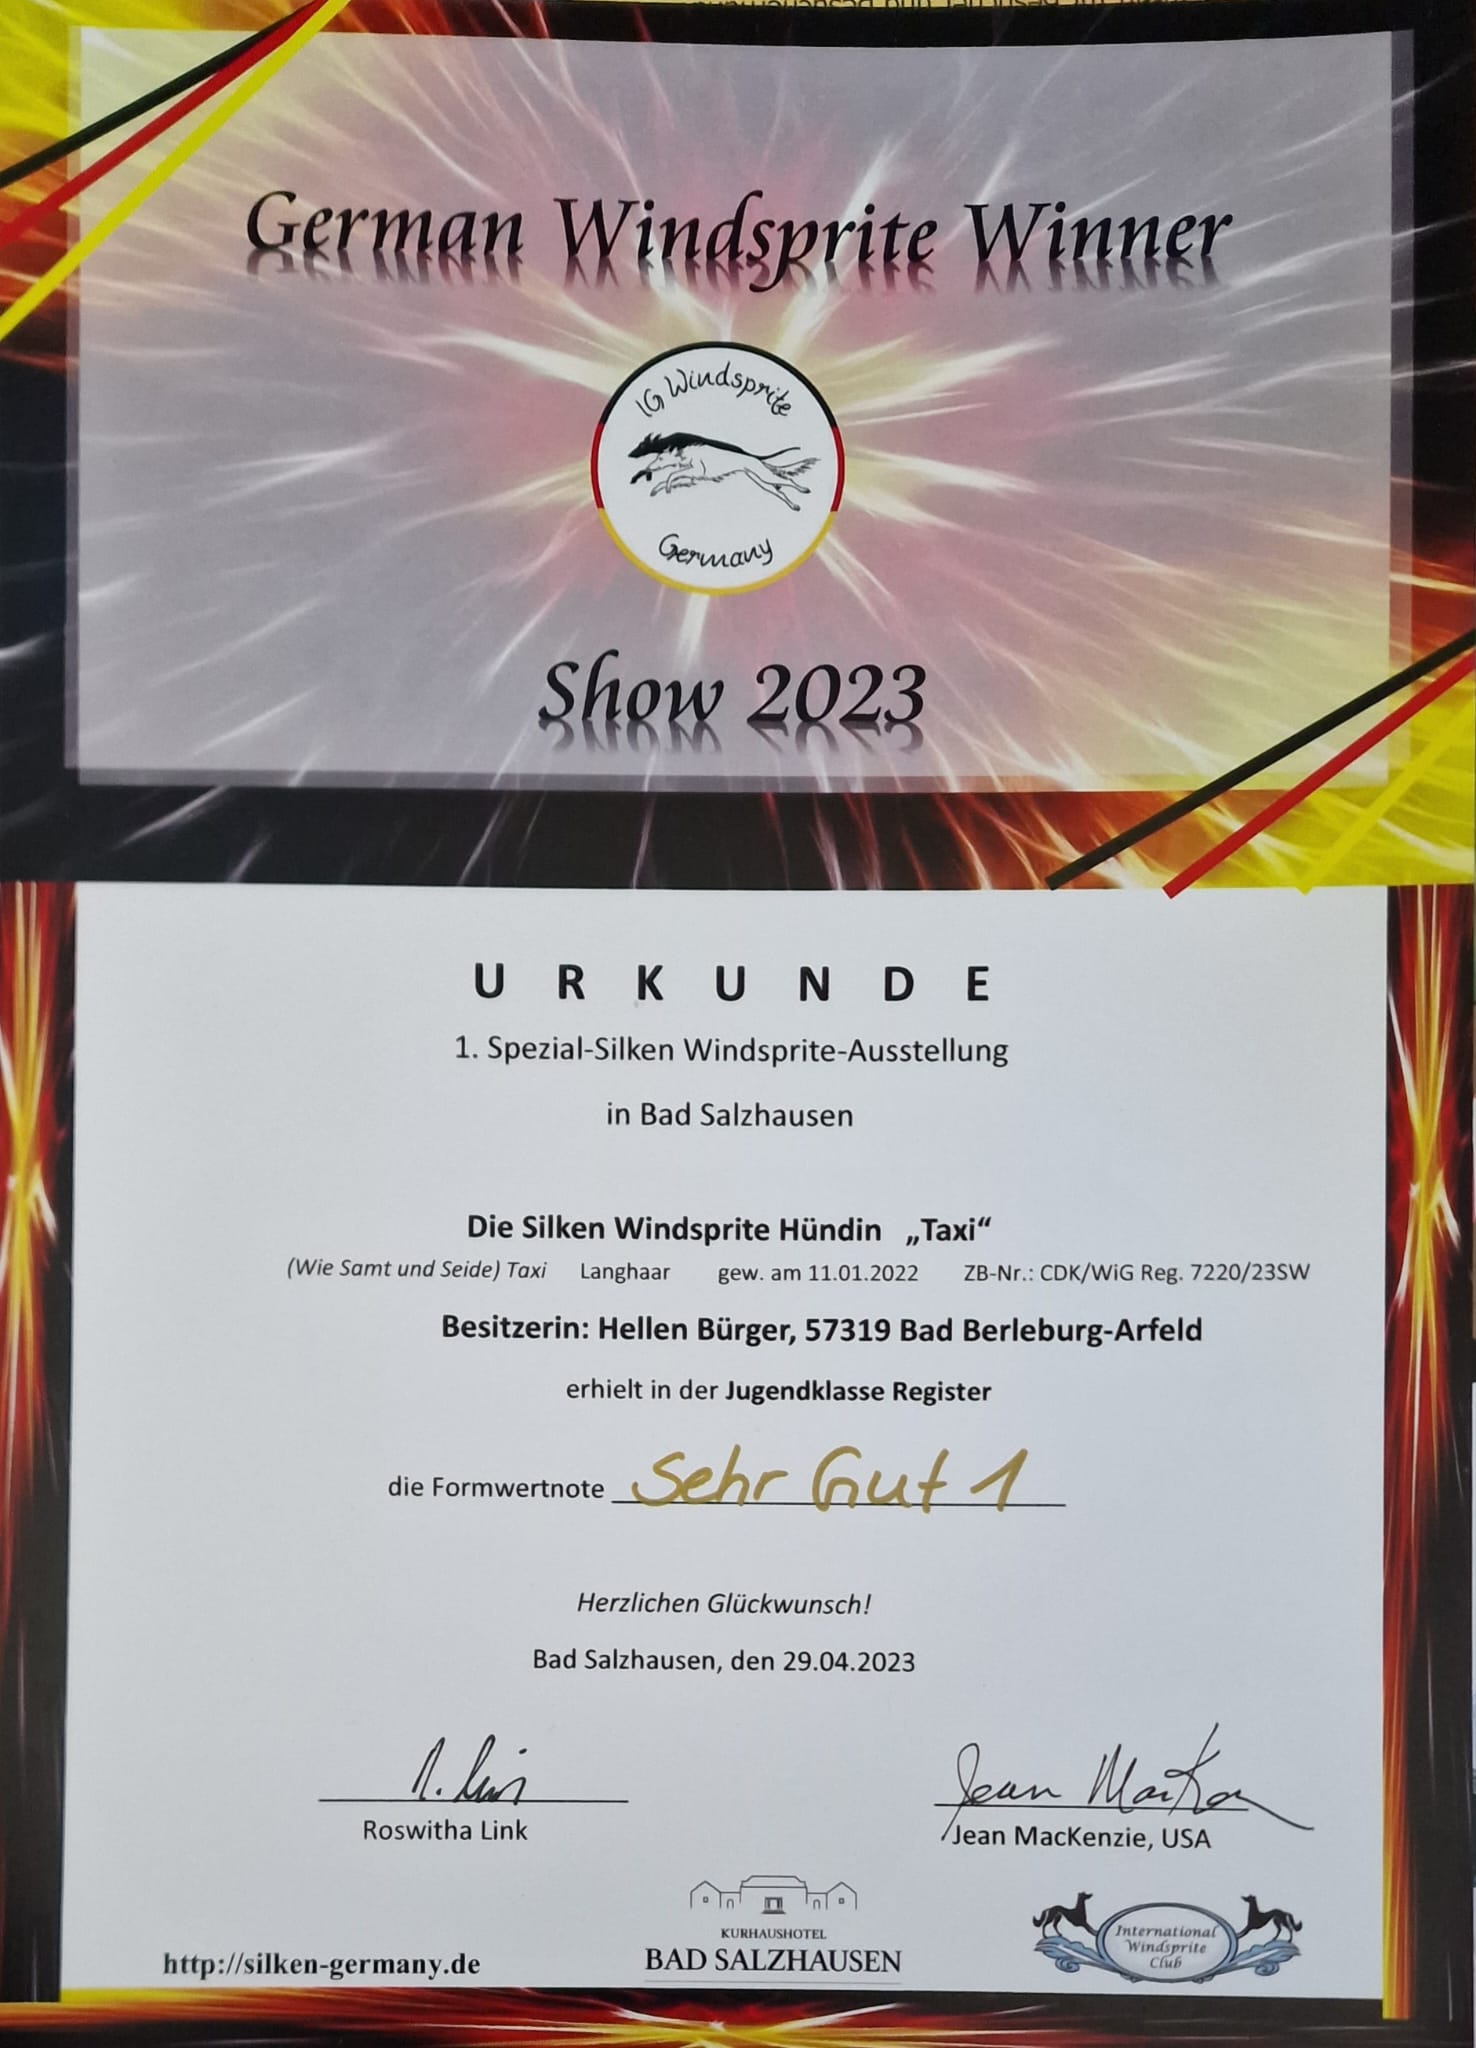 German Windsprite Winner
IG Windsprite
Germany
Show 2023
URKUNDE
1. Spezial-Silken Windsprite-Ausstellung
in Bad Salzhausen
Die Silken Windsprite Hündin „Taxi“
(Wie Samt und Seide) Taxi Langhaar gew. am 11.01.2022 ZB-Nr.: CDK/WiG Reg. 7220/23SW
Besitzerin: Hellen Bürger, 57319 Bad Berleburg-Arfeld
erhielt in der Jugendklasse Register
die Formwertnote Sehr Gut 1
Herzlichen Glückwunsch!
Bad Salzhausen, den 29.04.2023
Jean MacKenzie
Roswitha Link
Jean MacKenzie, USA
KURHAUSHOTEL
BAD SALZHAUSEN
http://silken-germany.de
International
Windsprite
Club